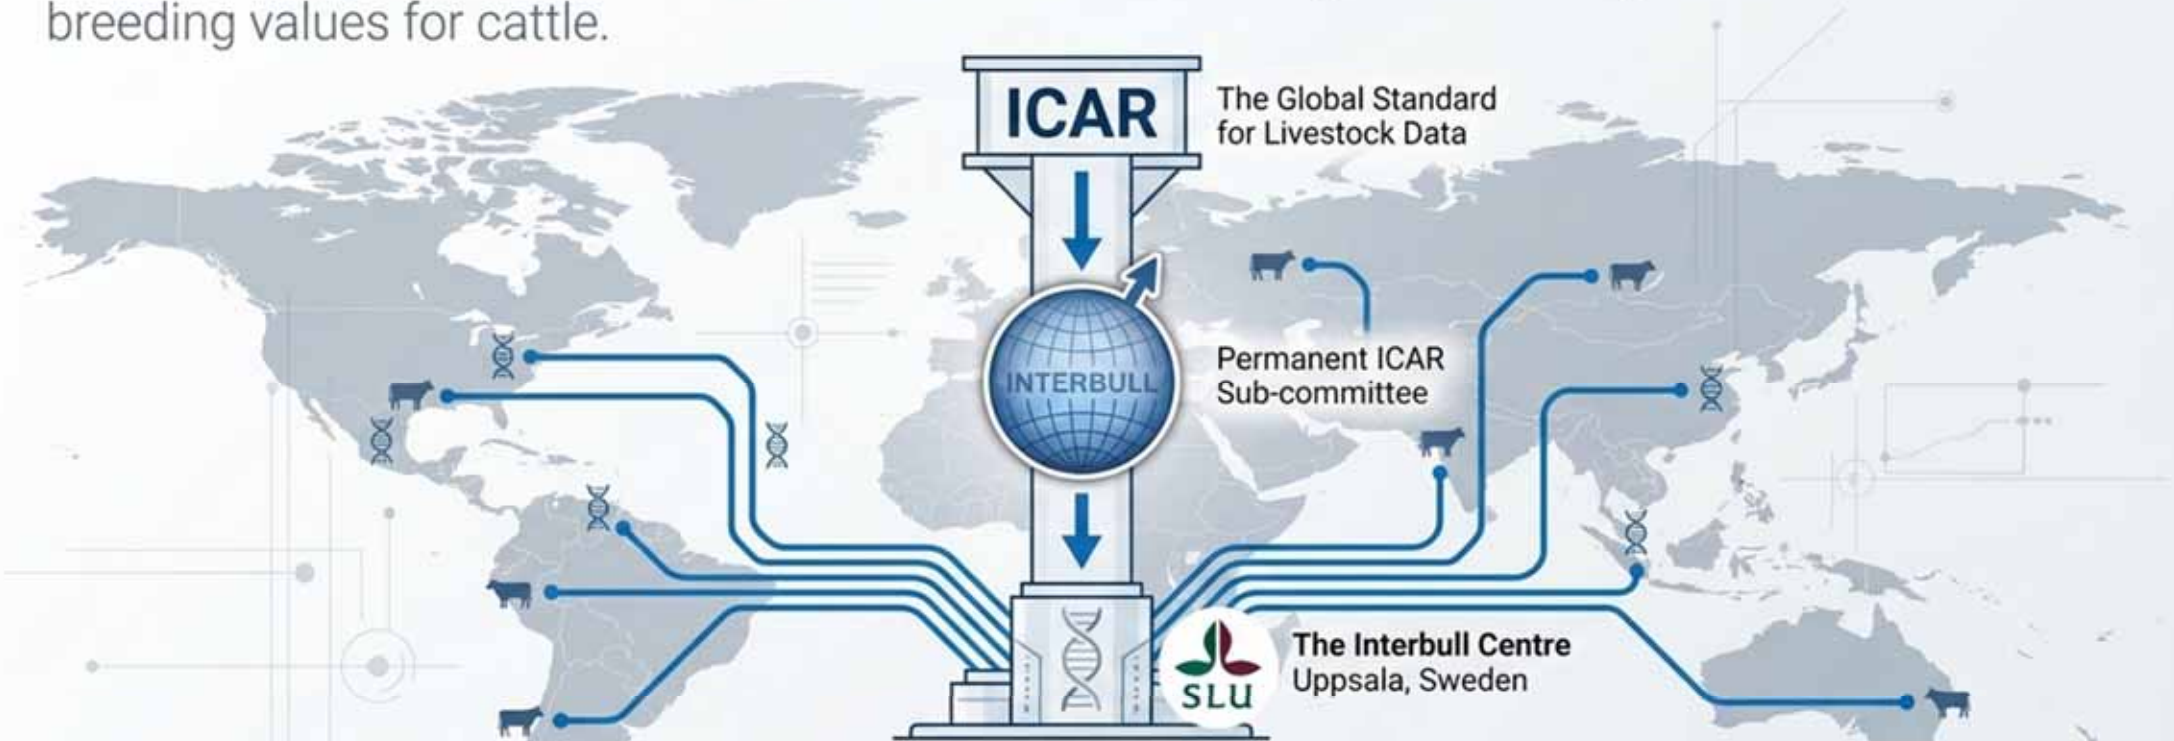 breeding values for cattle.
ICAR
The Global Standard
for Livestock Data
INTERBULL
Permanent ICAR
Sub-committee
The Interbull Centre
Uppsala, Sweden
SLU